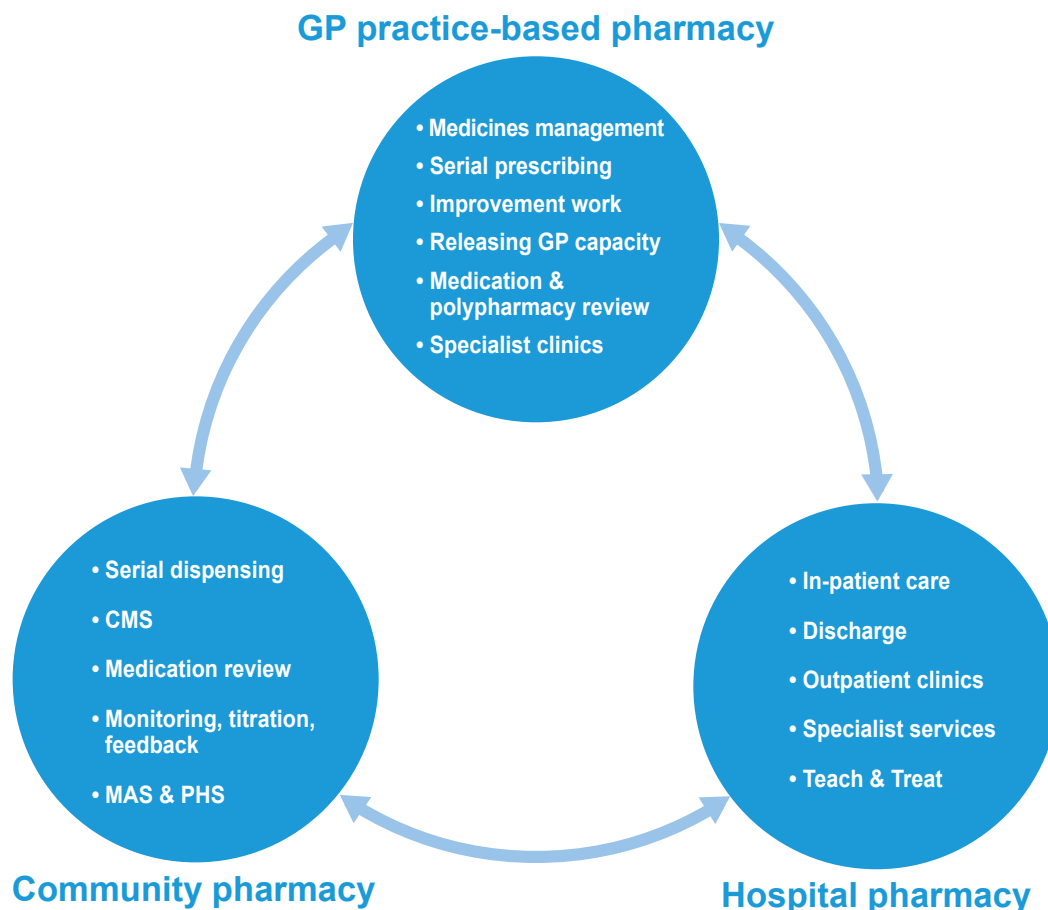 GP practice-based pharmacy
• Medicines management
• Serial prescribing
• Improvement work
• Releasing GP capacity
• Medication &
polypharmacy review
• Specialist clinics
• Serial dispensing
• CMS
• Medication review
• Monitoring, titration,
feedback
• MAS & PHS
Community pharmacy
• In-patient care
• Discharge
• Outpatient clinics
• Specialist services
• Teach & Treat
Hospital pharmacy